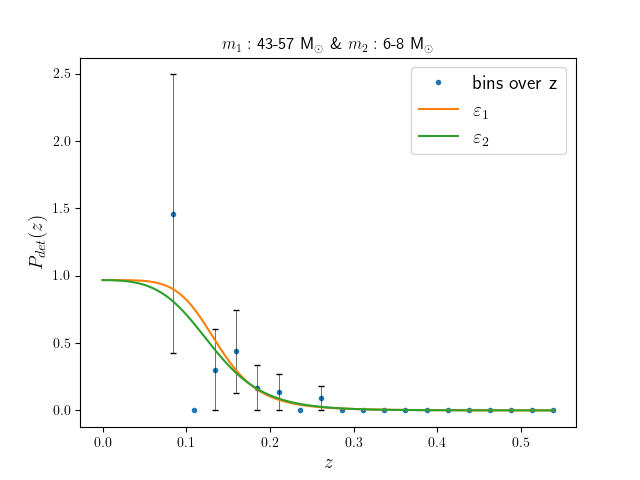 m₁ : 43-57 M⊙ & m₂ : 6-8 M⊙
bins over z
ε₁
ε₂
P_det(z)
2.5
2.0
1.5
1.0
0.5
0.0
0.0 0.1 0.2 0.3 0.4 0.5
z